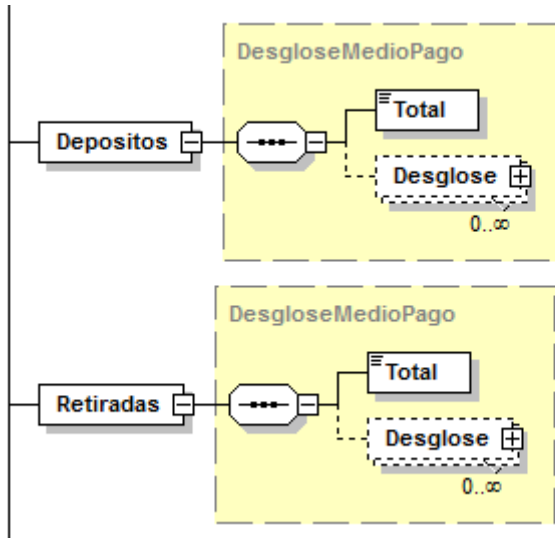 DesgloseMedioPago
Total
Depositos
Desglose
0..∞
DesgloseMedioPago
Total
Retiradas
Desglose
0..∞